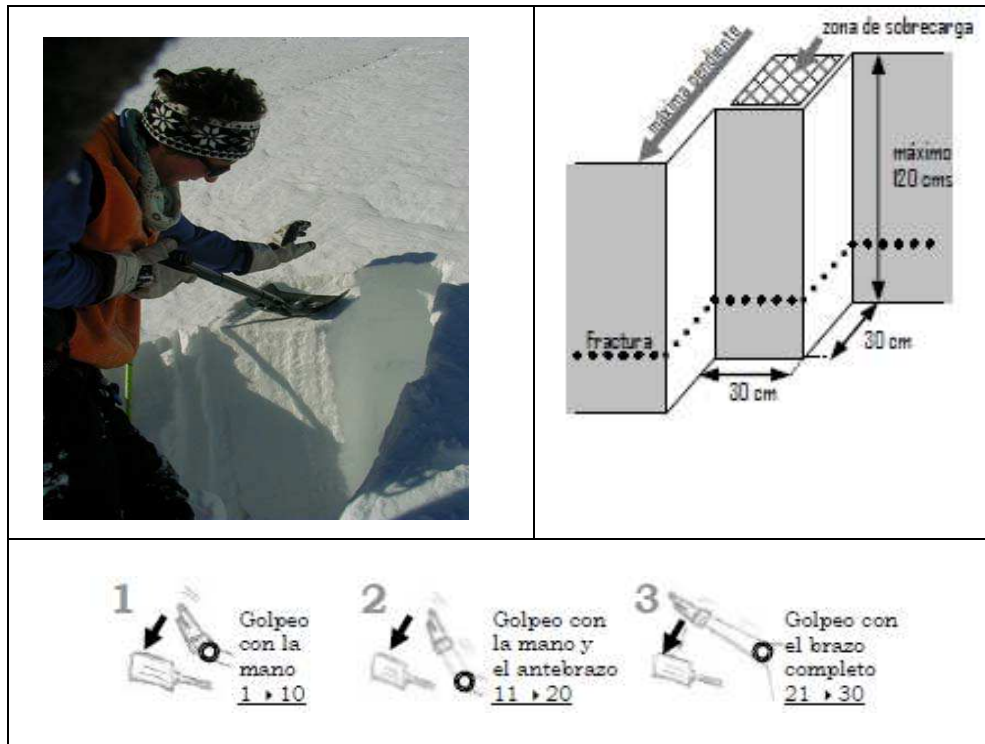 zona de sobrecarga
máxima pendiente
máximo
120 cms
Fractura
30 cm
30 cm
1
Golpeo
con la
mano
1 ▸ 10
2
Golpeo con
la mano y
el antebrazo
11 ▸ 20
3
Golpeo con
el brazo
completo
21 ▸ 30